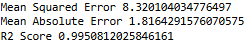 Mean Squared Error 8.320104034776497
Mean Absolute Error 1.8164291576070575
R2 Score 0.9950812025846161